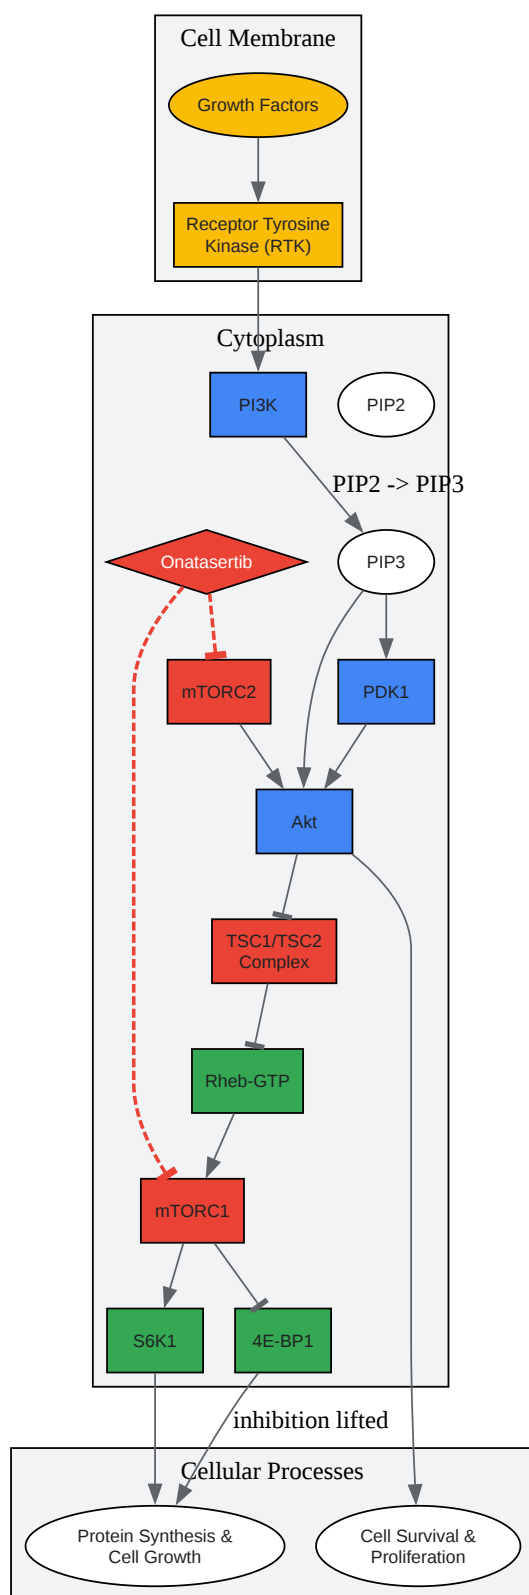 Cell Membrane
Growth Factors
Receptor Tyrosine
Kinase (RTK)
Cytoplasm
PI3K
PIP2
PIP2 -> PIP3
Onatasertib
PIP3
mTORC2
PDK1
Akt
TSC1/TSC2
Complex
Rheb-GTP
mTORC1
S6K1
4E-BP1
inhibition lifted
Cellular Processes
Protein Synthesis &
Cell Growth
Cell Survival &
Proliferation